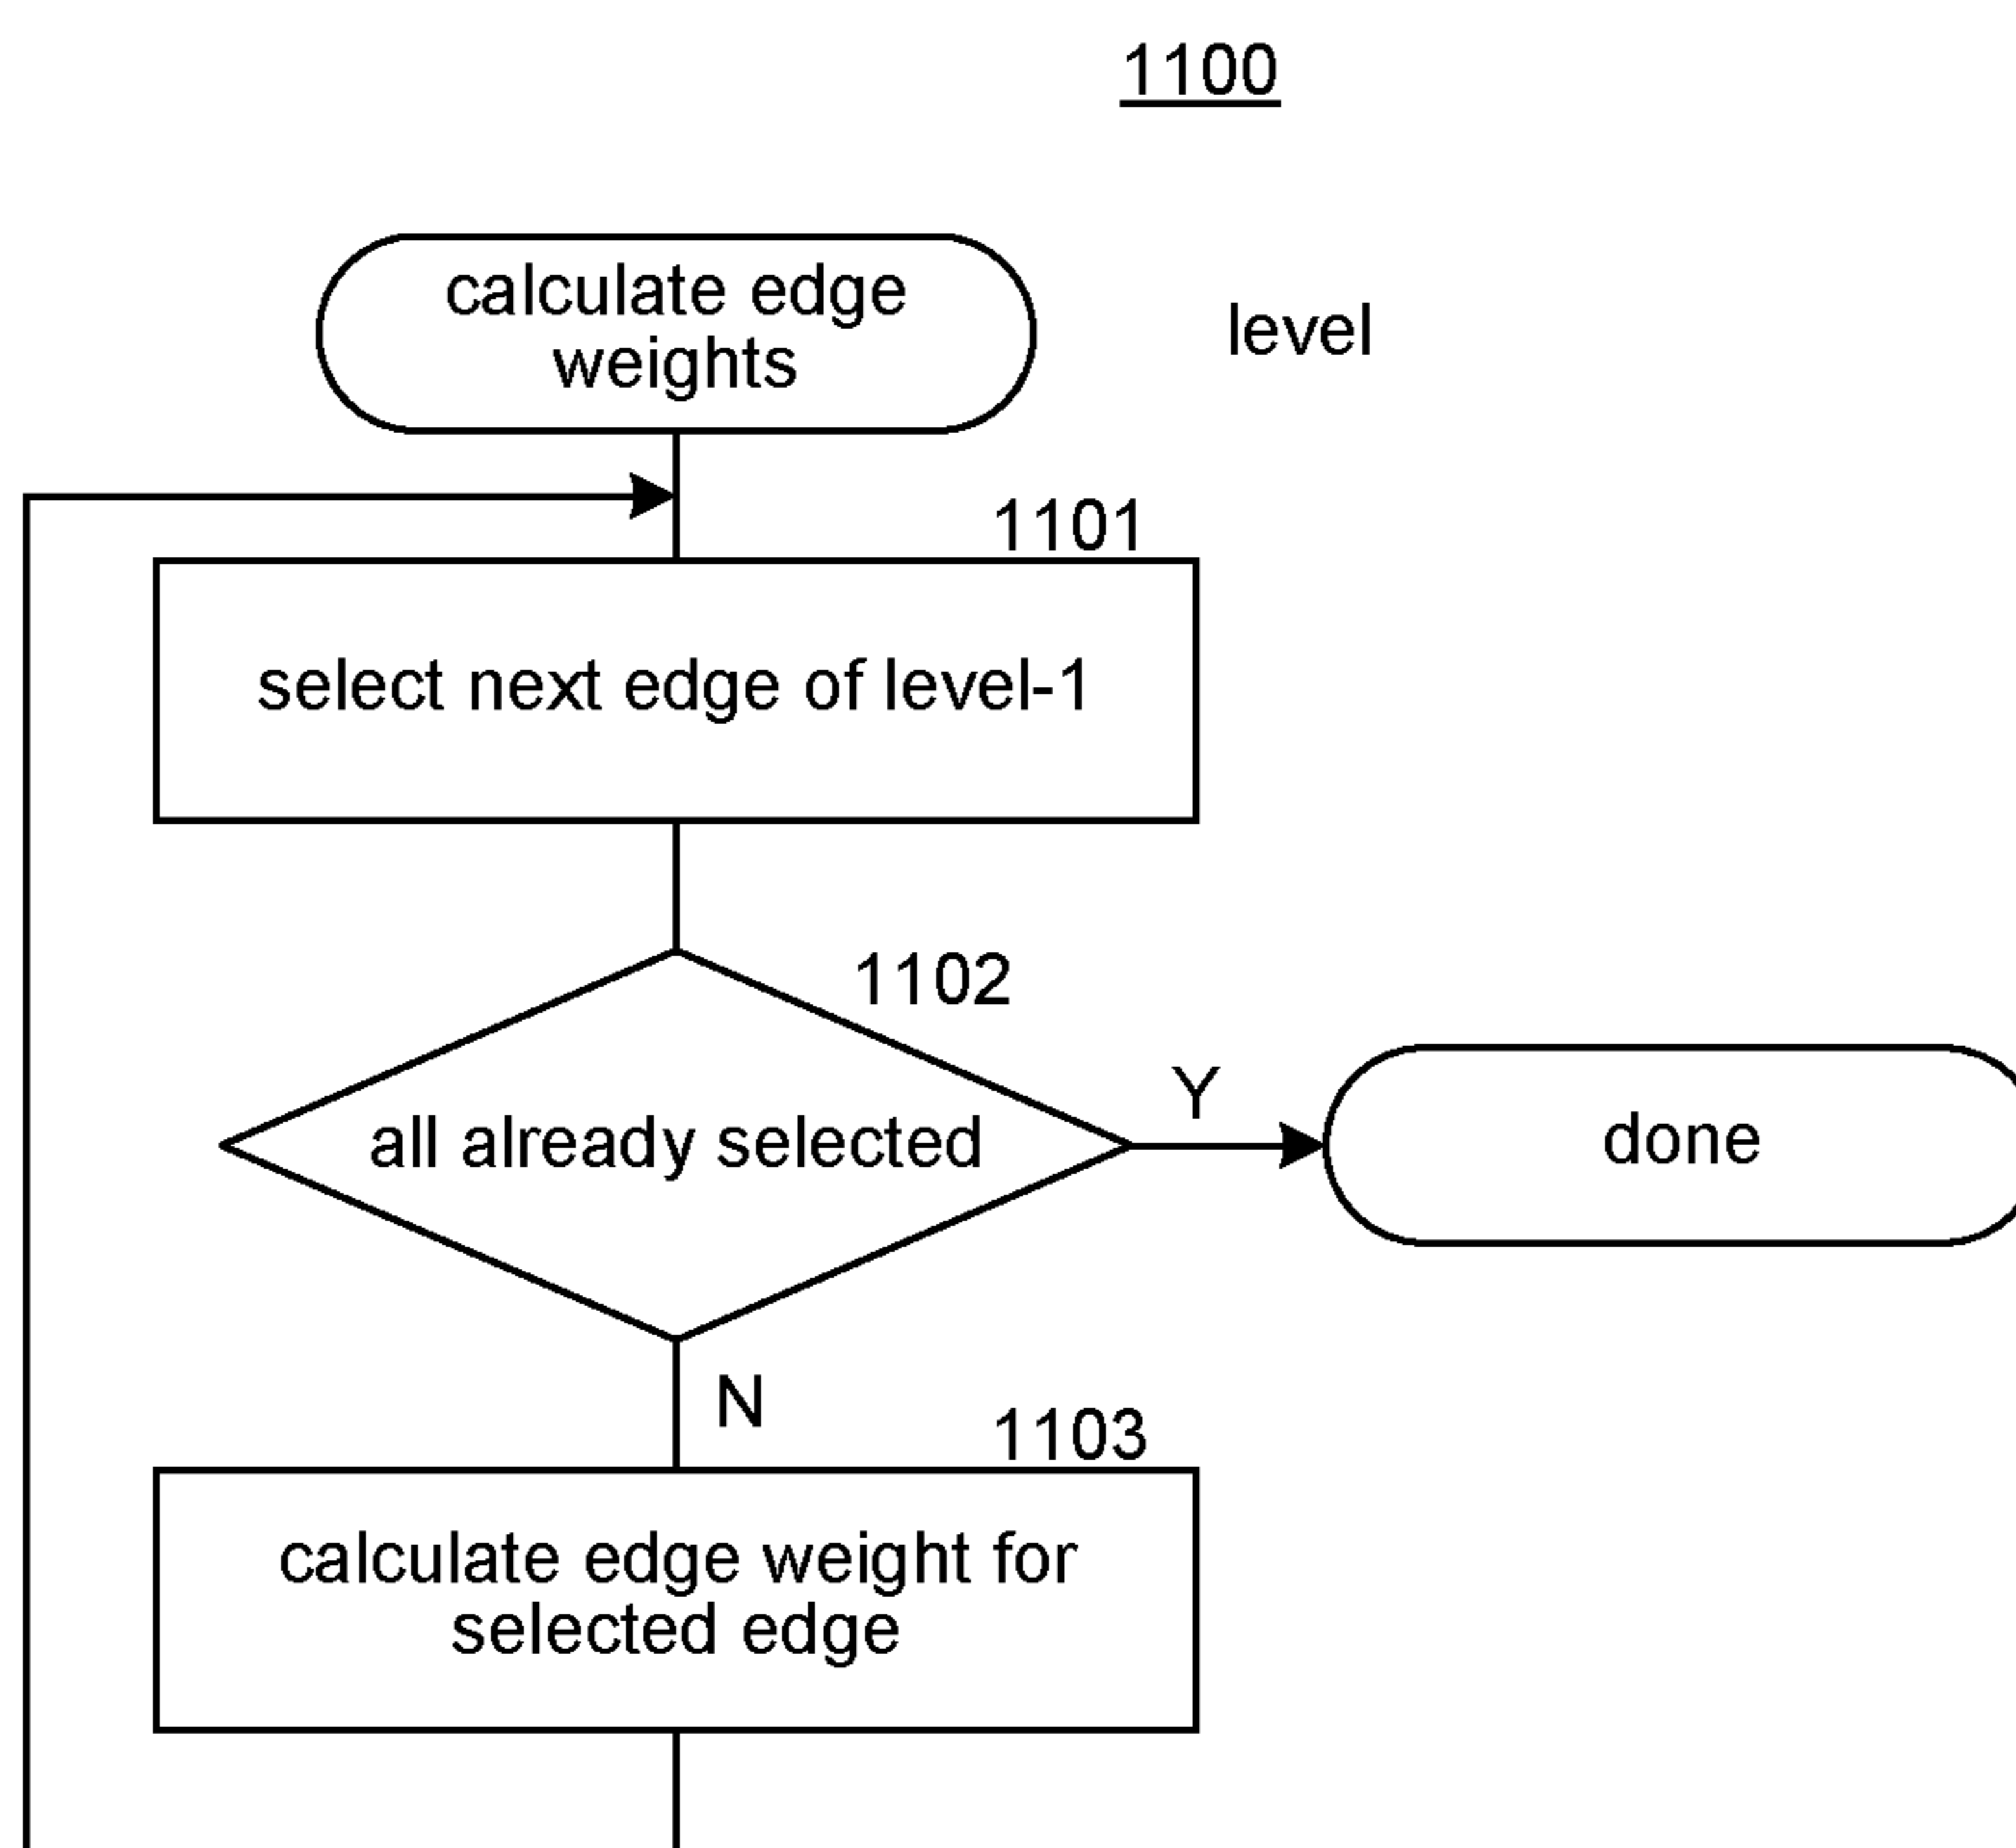 1100
calculate edge
weights
level
1101
select next edge of level-1
1102
all already selected
Y
done
N
1103
calculate edge weight for
selected edge